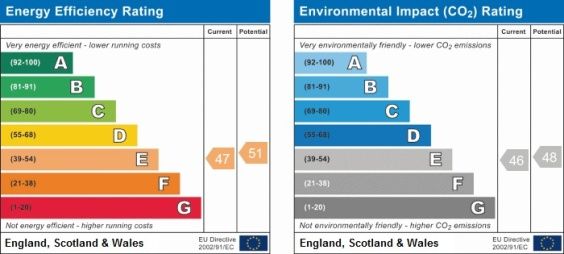 Energy Efficiency Rating
Current Potential
Very energy efficient - lower running costs
(92-100) A
(81-91) B
(69-80) C
(55-68) D
(39-54) E
47
51
(21-38) F
(1-20) G
Not energy efficient - higher running costs
England, Scotland & Wales
EU Directive
2002/91/EC
Environmental Impact (CO2) Rating
Current Potential
Very environmentally friendly - lower CO2 emissions
(92-100) A
(81-91) B
(69-80) C
(55-68) D
(39-54) E
46
48
(21-38) F
(1-20) G
Not environmentally friendly - higher CO2 emissions
England, Scotland & Wales
EU Directive
2002/91/EC